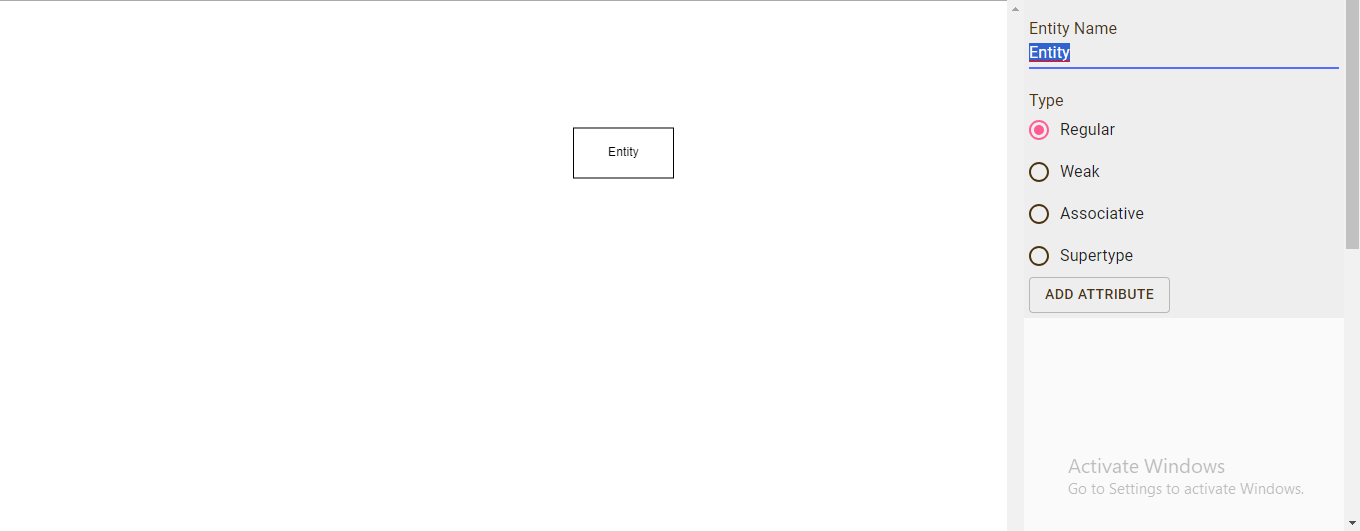 Entity
Entity Name
Entity
Type
Regular
Weak
Associative
Supertype
ADD ATTRIBUTE
Activate Windows
Go to Settings to activate Windows.